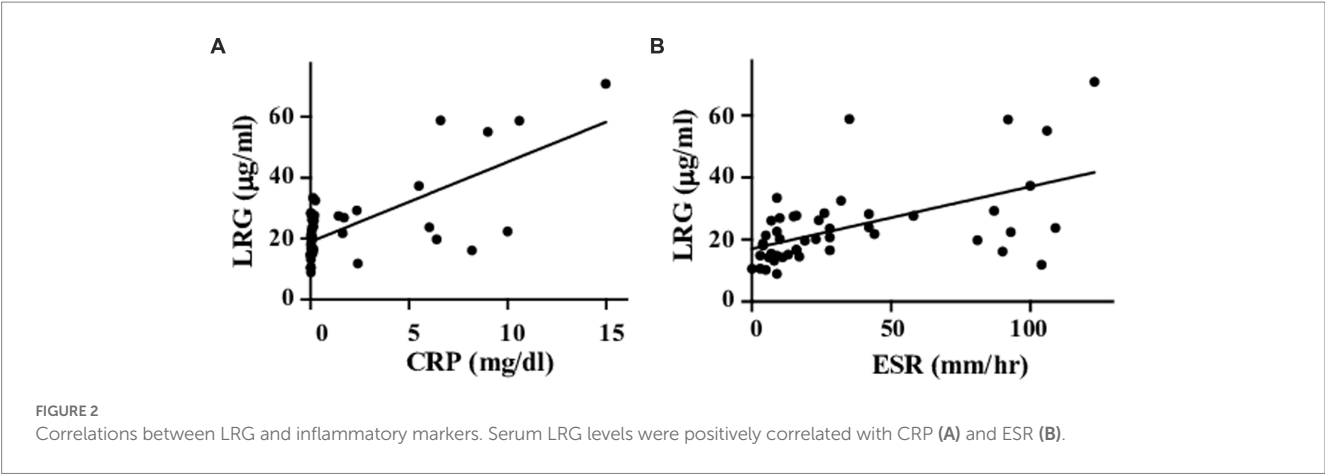 A
B
LRG (μg/ml)
60
40
20
0
0 5 10 15
CRP (mg/dl)
LRG (μg/ml)
60
40
20
0
0 50 100
ESR (mm/hr)
FIGURE 2
Correlations between LRG and inflammatory markers. Serum LRG levels were positively correlated with CRP (A) and ESR (B).